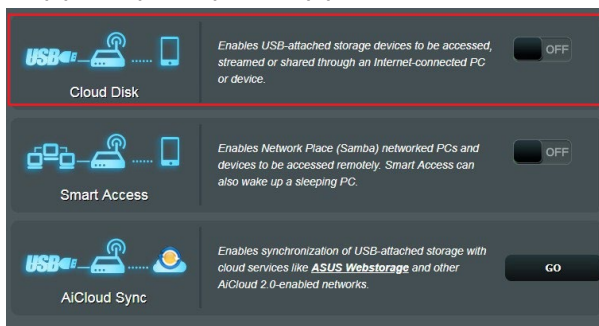 Enables USB-attached storage devices to be accessed,
streamed or shared through an Internet-connected PC
or device.
OFF
USB
Cloud Disk
Enables Network Place (Samba) networked PCs and
devices to be accessed remotely. Smart Access can
also wake up a sleeping PC.
OFF
Smart Access
Enables synchronization of USB-attached storage with
cloud services like ASUS Webstorage and other
AiCloud 2.0-enabled networks.
GO
USB
AiCloud Sync